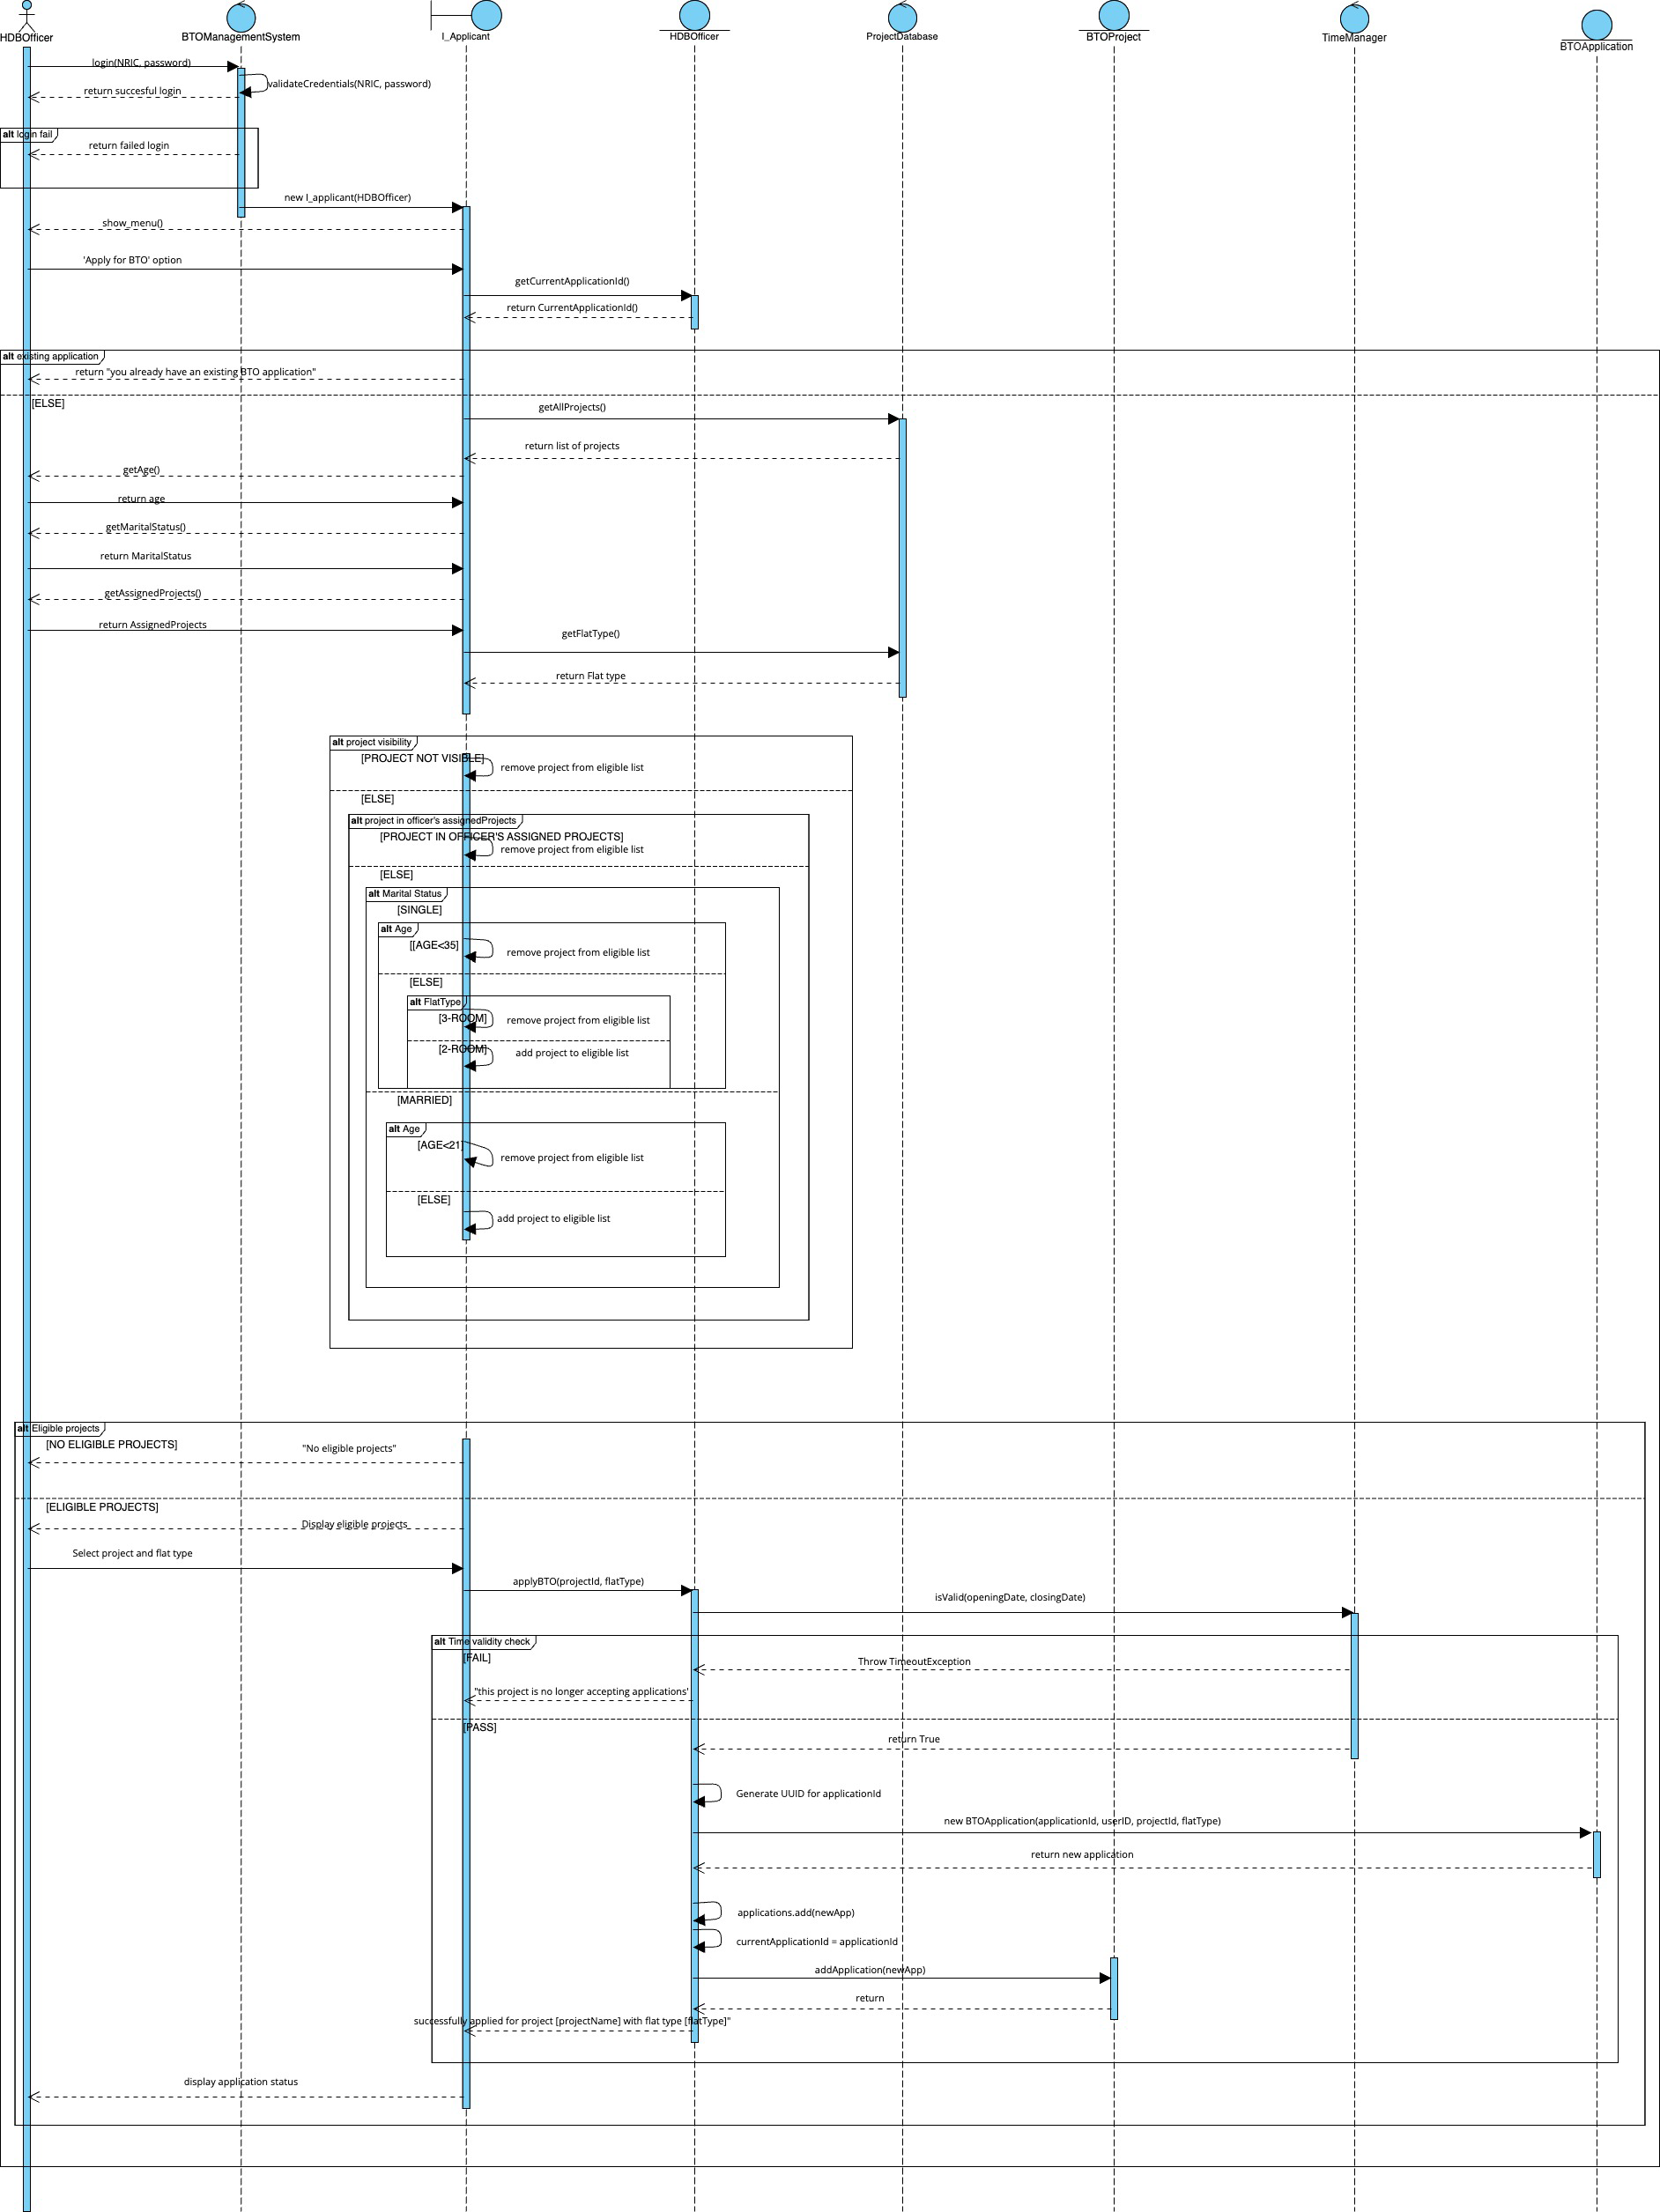 HDBOfficer
BTOManagementSystem
I_Applicant
HDBOfficer
ProjectDatabase
BTOProject
TimeManager
BTOApplication
login(NRIC, password)
validateCredentials(NRIC, password)
return succesful login
alt login fail
return failed login
new I_applicant(HDBOfficer)
show_menu()
'Apply for BTO' option
getCurrentApplicationId()
return CurrentApplicationId()
alt existing application
return "you already have an existing BTO application"
[ELSE]
getAllProjects()
return list of projects
getAge()
return age
getMaritalStatus()
return MaritalStatus
getAssignedProjects()
return AssignedProjects
getFlatType()
return Flat type
alt project visibility
[PROJECT NOT VISIBLE]
remove project from eligible list
[ELSE]
alt project in officer's assignedProjects
[PROJECT IN OFFICER'S ASSIGNED PROJECTS]
remove project from eligible list
[ELSE]
alt Marital Status
[SINGLE]
alt Age
[[AGE<35]
remove project from eligible list
[ELSE]
alt FlatType
[3-ROOM]
remove project from eligible list
[2-ROOM]
add project to eligible list
[MARRIED]
alt Age
[AGE<21]
remove project from eligible list
[ELSE]
add project to eligible list
alt Eligible projects
[NO ELIGIBLE PROJECTS]
"No eligible projects"
[ELIGIBLE PROJECTS]
Display eligible projects
Select project and flat type
applyBTO(projectId, flatType)
isValid(openingDate, closingDate)
alt Time validity check
[FAIL]
Throw TimeoutException
"this project is no longer accepting applications'
[PASS]
return True
Generate UUID for applicationId
new BTOApplication(applicationId, userID, projectId, flatType)
return new application
applications.add(newApp)
currentApplicationId = applicationId
addApplication(newApp)
return
successfully applied for project [projectName] with flat type [flatType]"
display application status